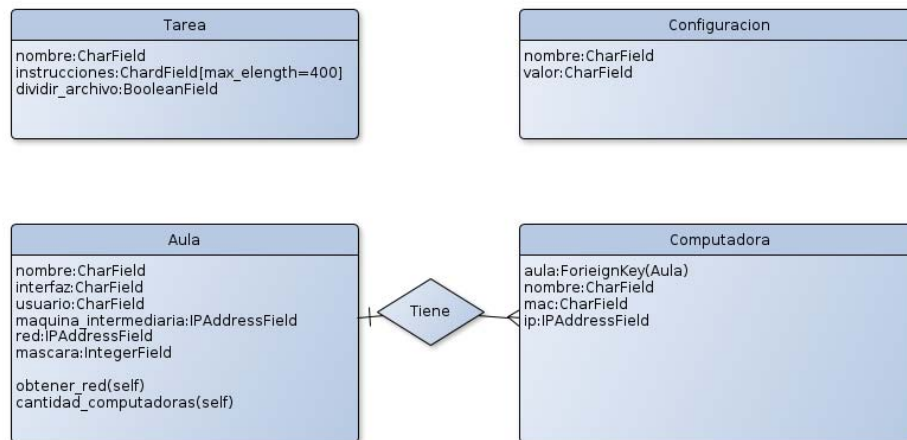 Tarea
nombre:CharField
instrucciones:ChardField[max_elength=400]
dividir_archivo:BooleanField
Configuracion
nombre:CharField
valor:CharField
Aula
nombre:CharField
interfaz:CharField
usuario:CharField
maquina_intermediaria:IPAddressField
red:IPAddressField
mascara:IntegerField
obtener_red(self)
cantidad_computadoras(self)
Tiene
Computadora
aula:ForieignKey(Aula)
nombre:CharField
mac:CharField
ip:IPAddressField